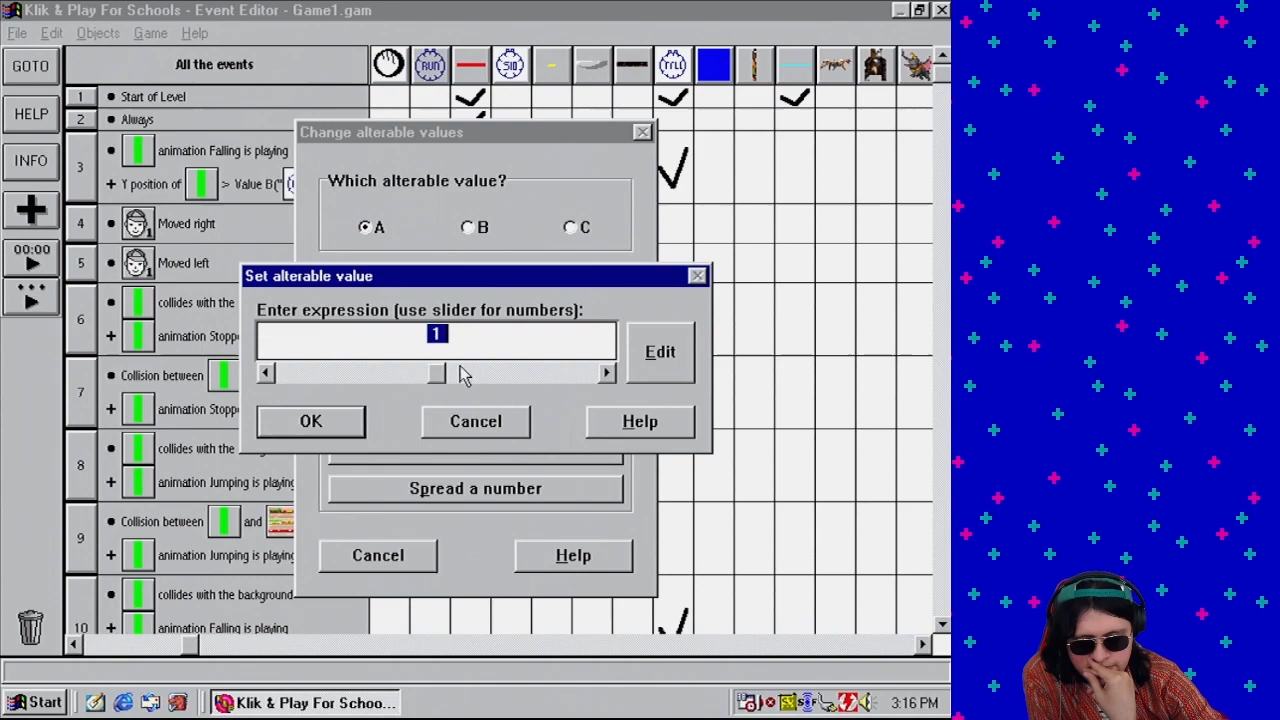 Klik & Play For Schools - Event Editor - Game1.gam
File Edit Objects Game Help
GOTO
All the events
RUN
1
Start of Level
2
Always
HELP
3
animation Falling is playing
INFO
+ Y position of > Value B("
4
Moved right
00:00
5
Moved left
6
collides with the
+ animation Stopp
7
Collision between
+ animation Stopp
8
collides with the
+ animation Jumping is playing
9
Collision between and
+ animation Jumping is playing
collides with the background
10
+ animation Falling is playing
Change alterable values
Which alterable value?
A B C
Set alterable value
Enter expression (use slider for numbers):
1
Edit
OK Cancel Help
Spread a number
Cancel Help
Start
Klik & Play For Schoo...
3:16 PM